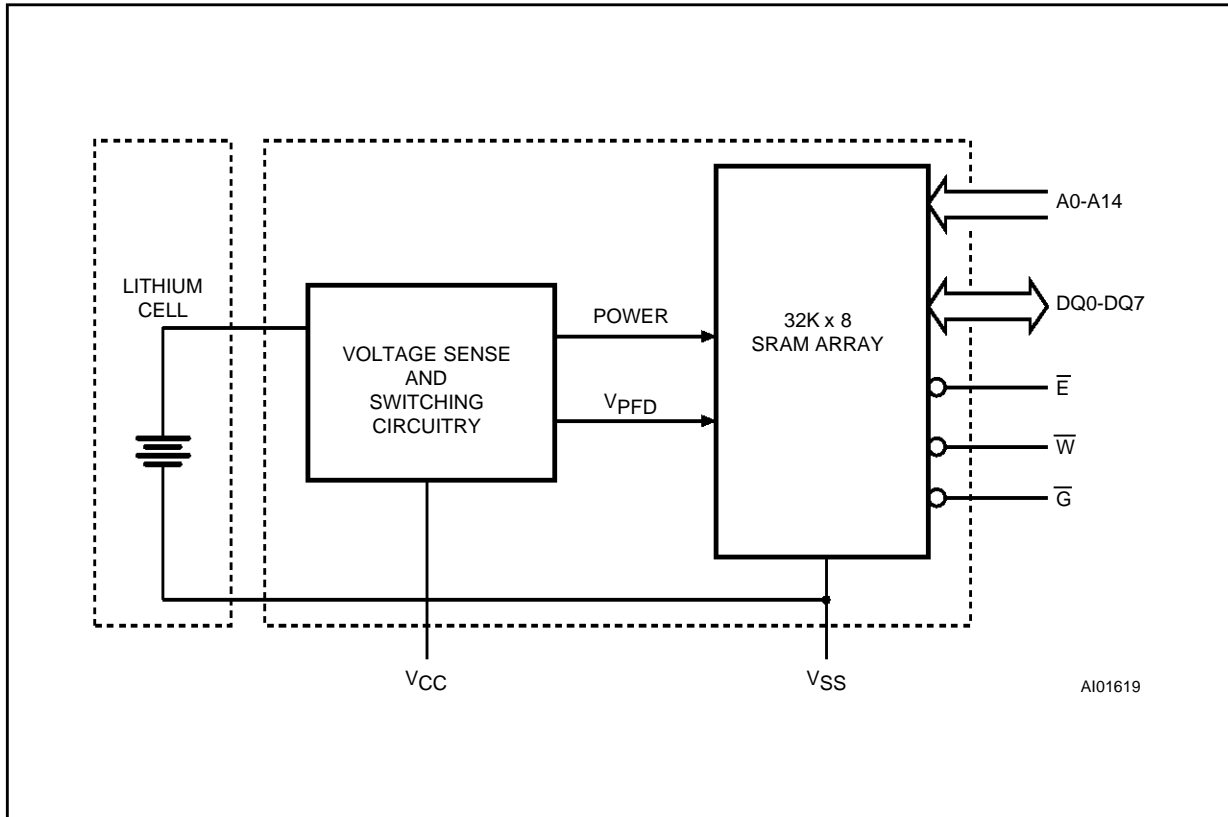 LITHIUM
CELL
VOLTAGE SENSE
AND
SWITCHING
CIRCUITRY
POWER
VPFD
32K x 8
SRAM ARRAY
A0-A14
DQ0-DQ7
E̅
W̅
G̅
VCC
VSS
AI01619